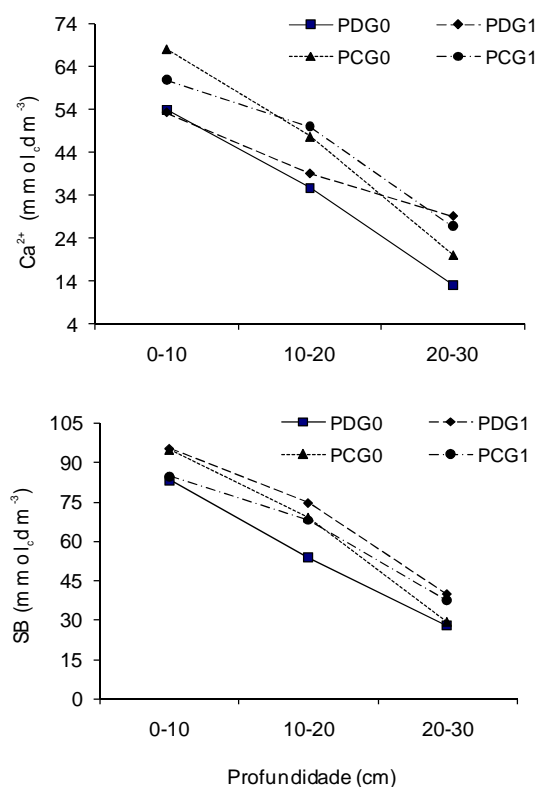 74
64
54
44
34
24
14
4
Ca²⁺ (mmol꜀dm⁻³)
PDG0
PDG1
PCG0
PCG1
0-10
10-20
20-30
105
90
75
60
45
30
15
0
SB (mmol꜀dm⁻³)
PDG0
PDG1
PCG0
PCG1
0-10
10-20
20-30
Profundidade (cm)